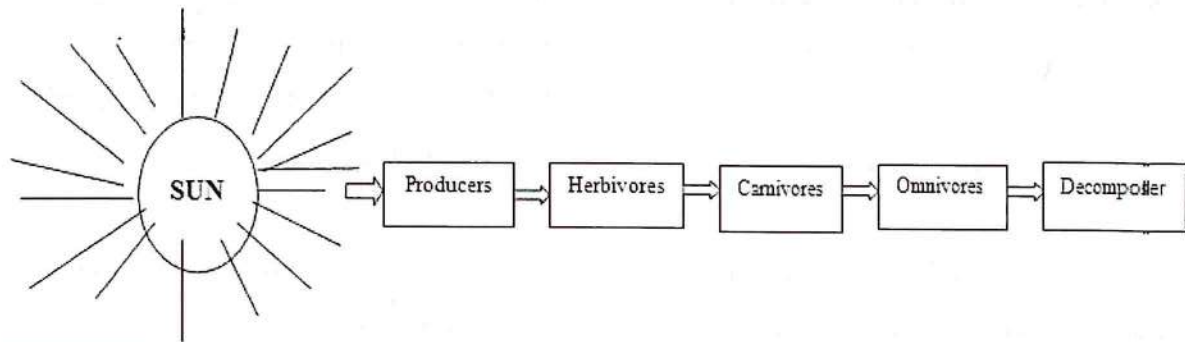 SUN
Producers
Herbivores
Carnivores
Omnivores
Decomposer